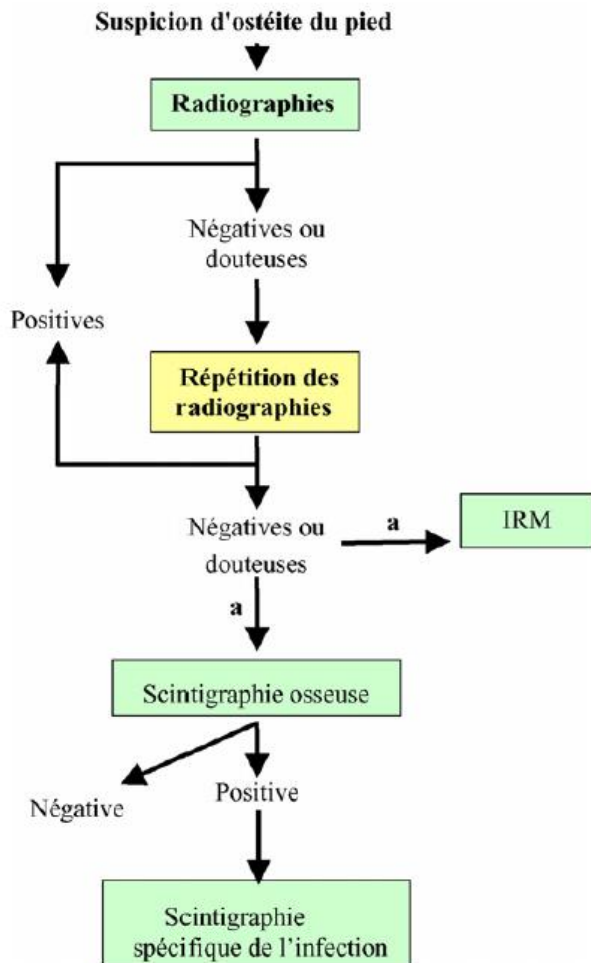 Suspicion d'ostéite du pied
Radiographies
Négatives ou
douteuses
Positives
Répétition des
radiographies
Négatives ou
douteuses
a
IRM
a
Scintigraphie osseuse
Négative
Positive
Scintigraphie
spécifique de l'infection